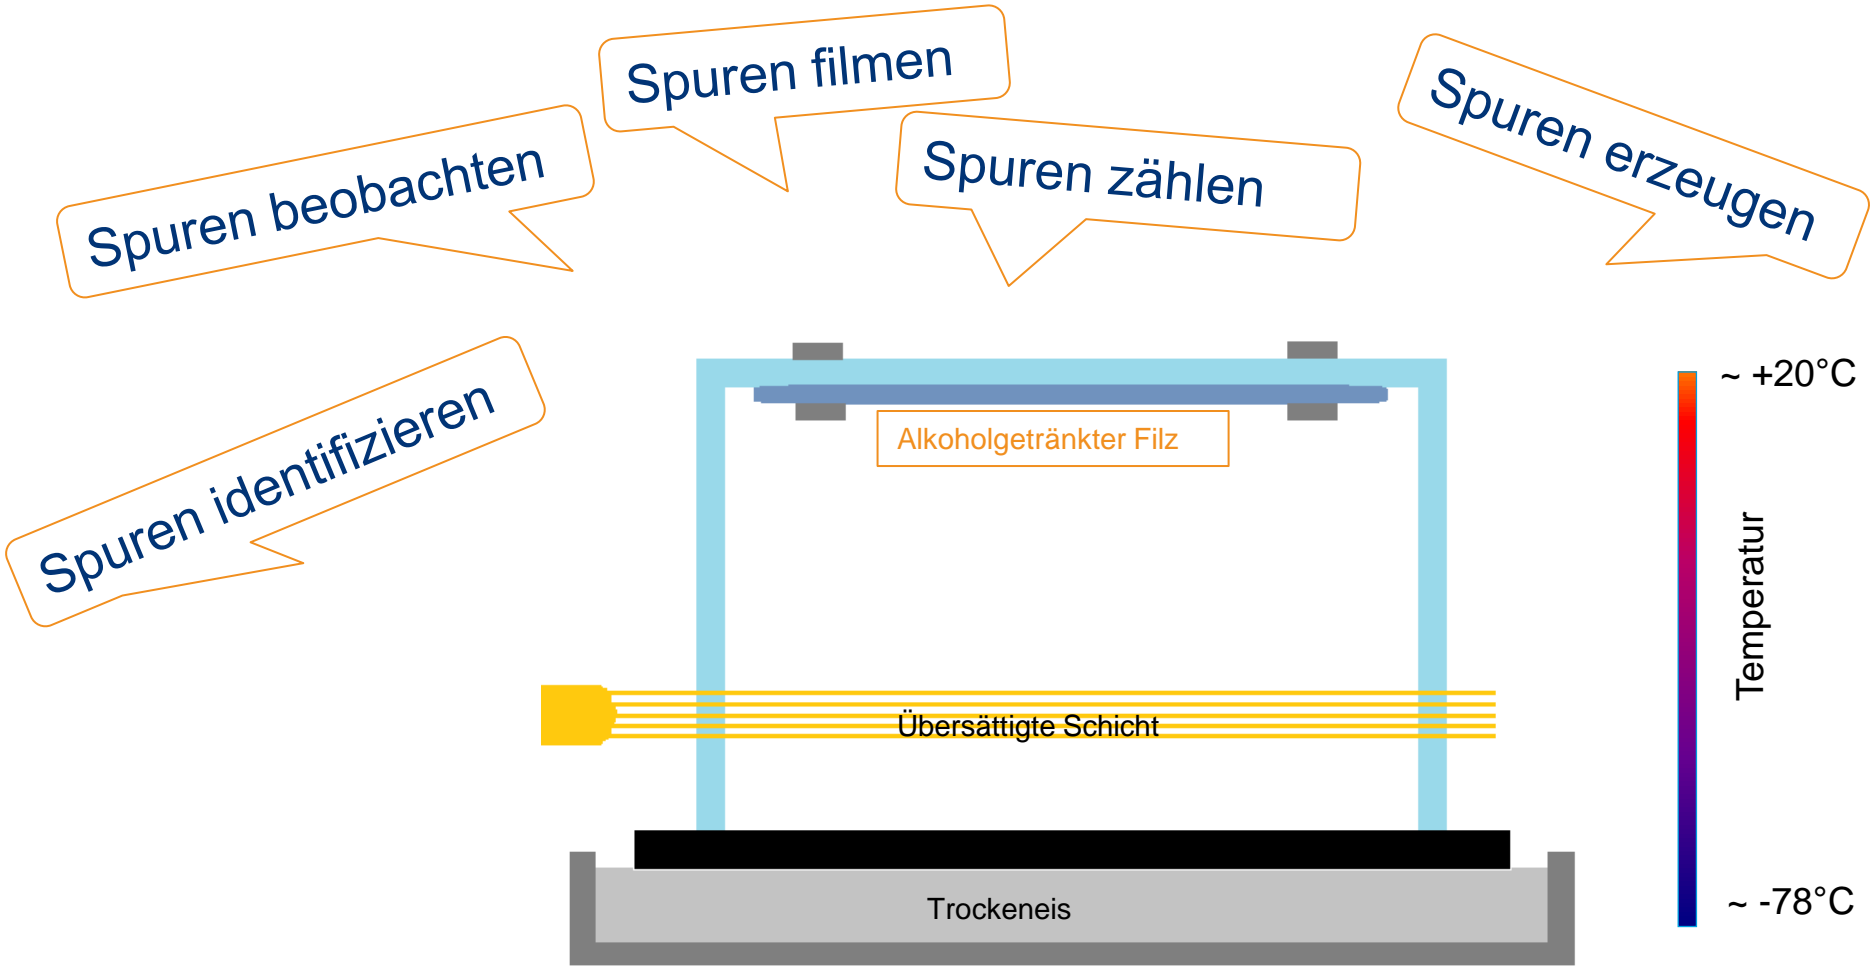 Spuren filmen
Spuren erzeugen
Spuren beobachten
Spuren zählen
Spuren identifizieren
~ +20°C
Alkoholgetränkter Filz
Temperatur
Übersättigte Schicht
~ -78°C
Trockeneis